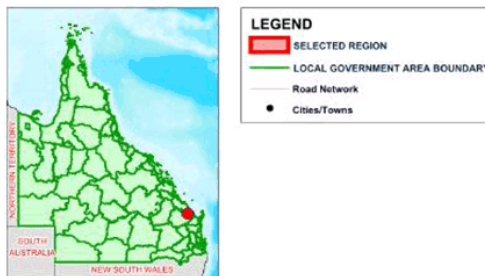 LEGEND
SELECTED REGION
LOCAL GOVERNMENT AREA BOUNDARY
Road Network
Cities/Towns
NORTHERN TERRITORY
SOUTH
AUSTRALIA
NEW SOUTH WALES